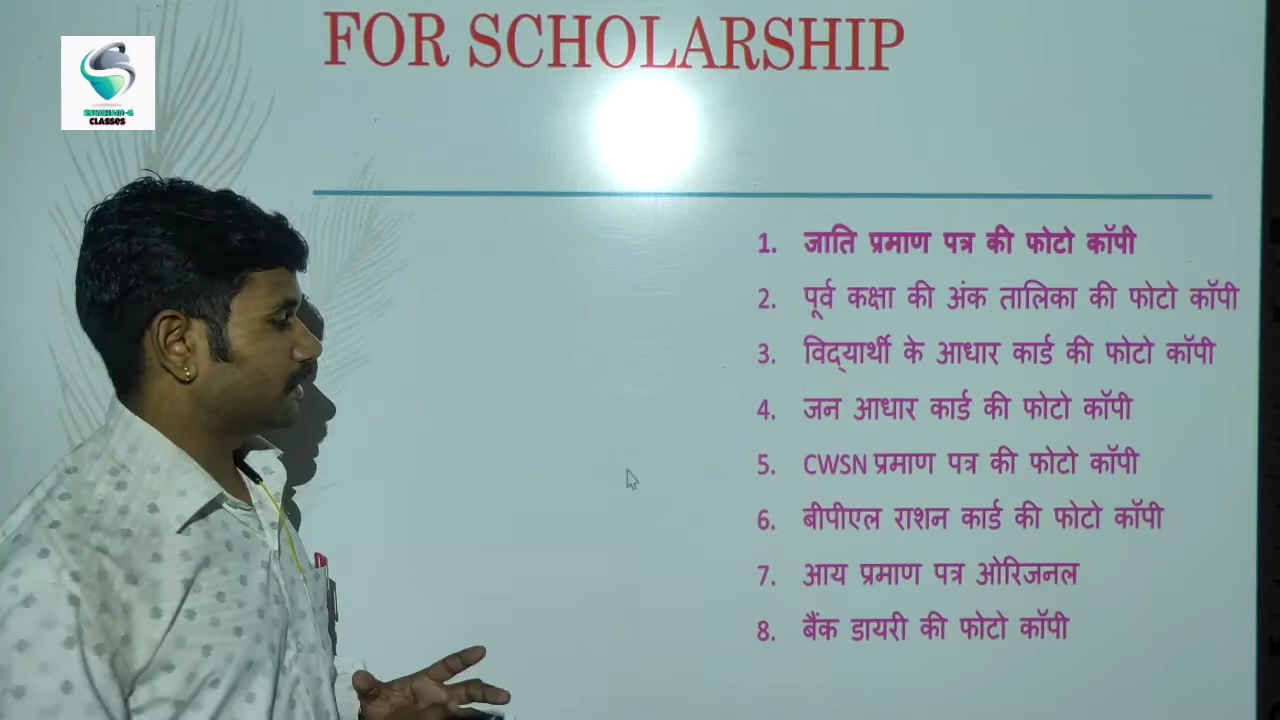 FOR SCHOLARSHIP
CLASSES
1. जाति प्रमाण पत्र की फोटो कॉपी
2. पूर्व कक्षा की अंक तालिका की फोटो कॉपी
3. विद्‌यार्थी के आधार कार्ड की फोटो कॉपी
4. जन आधार कार्ड की फोटो कॉपी
5. CWSN प्रमाण पत्र की फोटो कॉपी
6. बीपीएल राशन कार्ड की फोटो कॉपी
7. आय प्रमाण पत्र ओरिजनल
8. बैंक डायरी की फोटो कॉपी